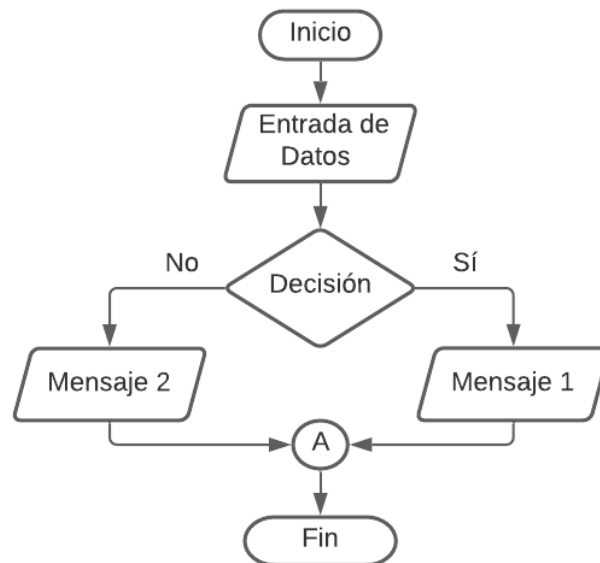 Inicio
Entrada de
Datos
No
Sí
Decisión
Mensaje 2
Mensaje 1
A
Fin